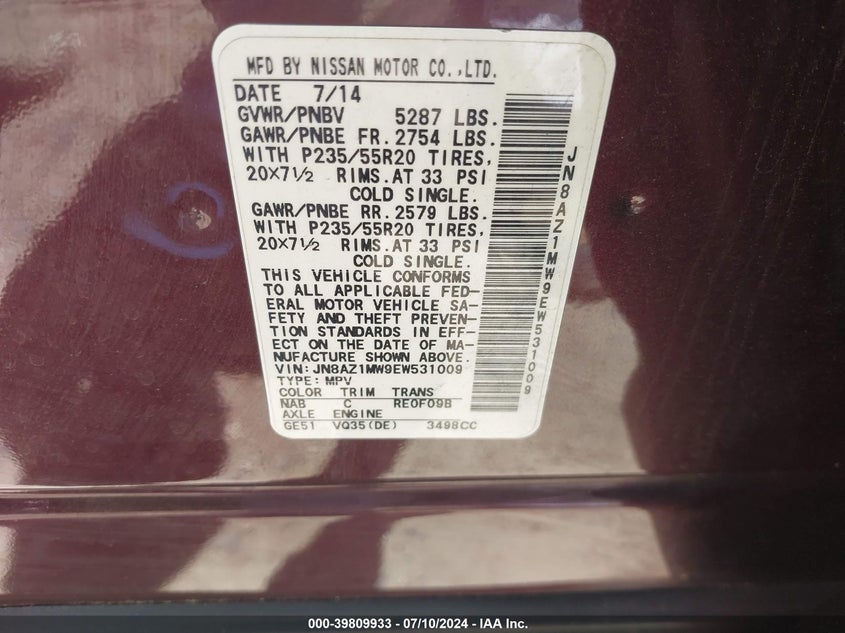 MFD BY NISSAN MOTOR CO.,LTD.
DATE 7/14
GVWR/PNBV 5287 LBS.
GAWR/PNBE FR. 2754 LBS.
WITH P235/55R20 TIRES,
20×7½ RIMS. AT 33 PSI
COLD SINGLE.
GAWR/PNBE RR. 2579 LBS.
WITH P235/55R20 TIRES,
20×7½ RIMS. AT 33 PSI
COLD SINGLE.
THIS VEHICLE CONFORMS
TO ALL APPLICABLE FED-
ERAL MOTOR VEHICLE SA-
FETY AND THEFT PREVEN-
TION STANDARDS IN EFF-
ECT ON THE DATE OF MA-
NUFACTURE SHOWN ABOVE.
VIN: JN8AZ1MW9EW531009
TYPE: MPV
COLOR TRIM TRANS
NAB C RE0F09B
AXLE ENGINE
GE51 VQ35(DE) 3498CC
JN8AZ1MW9EW531009
000-39809933 - 07/10/2024 - IAA Inc.